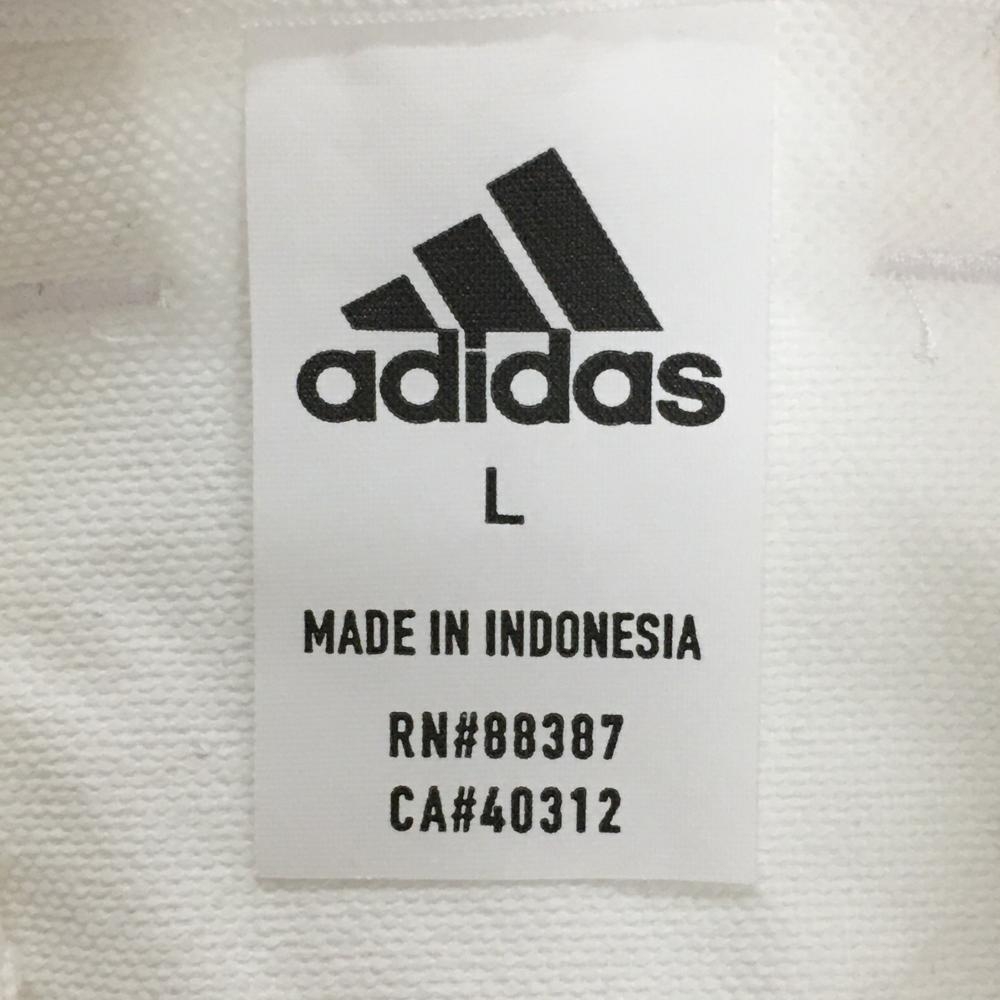 adidas
L
MADE IN INDONESIA
RN#88387
CA#40312